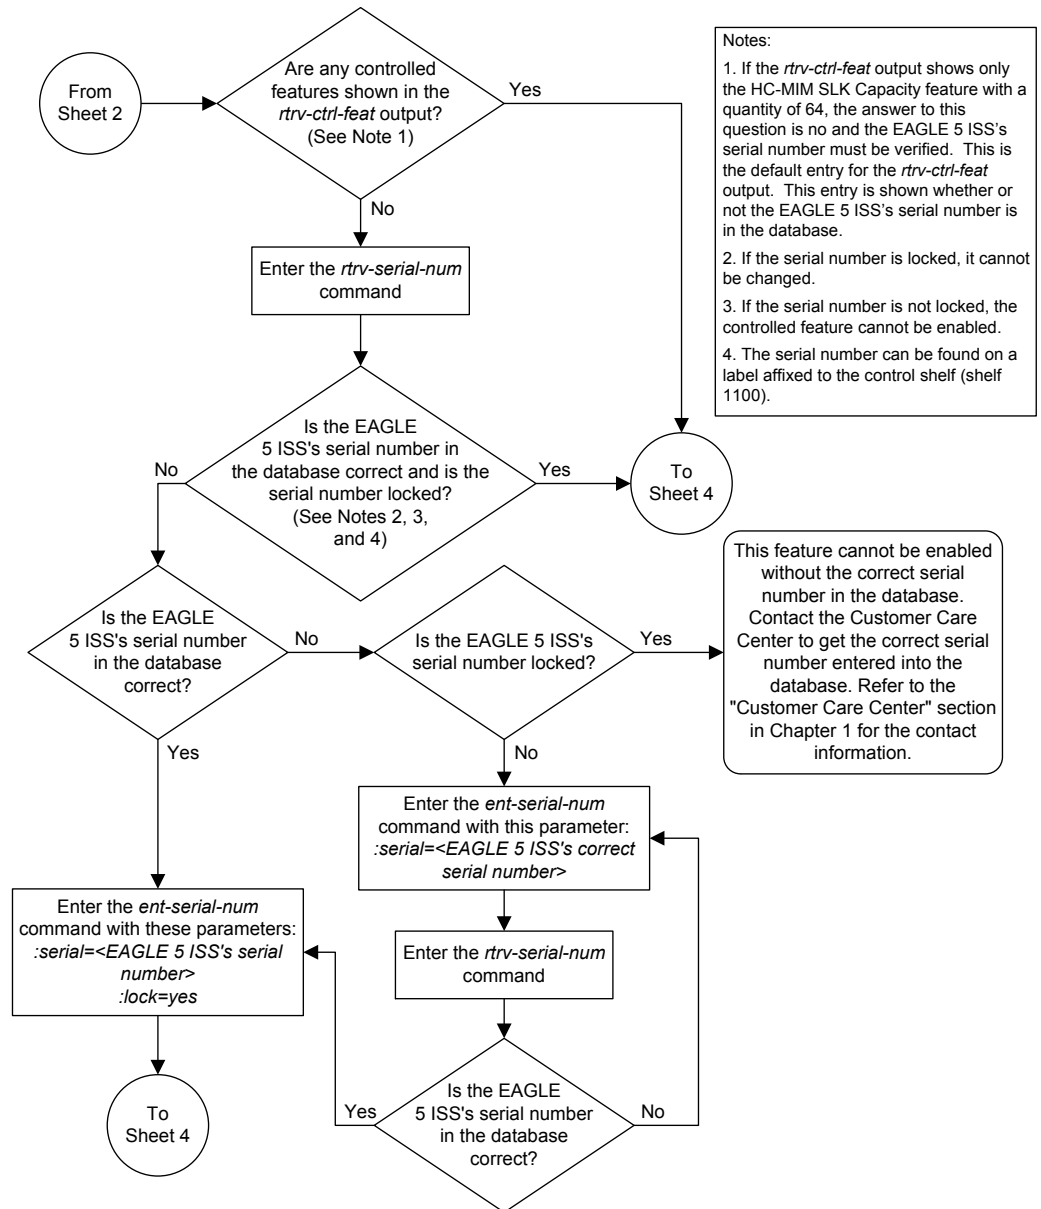 From
Sheet 2
Are any controlled
features shown in the
rtrv-ctrl-feat output?
(See Note 1)
Yes
No
Notes:
1. If the rtrv-ctrl-feat output shows only
the HC-MIM SLK Capacity feature with a
quantity of 64, the answer to this
question is no and the EAGLE 5 ISS's
serial number must be verified. This is
the default entry for the rtrv-ctrl-feat
output. This entry is shown whether or
not the EAGLE 5 ISS's serial number is
in the database.
2. If the serial number is locked, it cannot
be changed.
3. If the serial number is not locked, the
controlled feature cannot be enabled.
4. The serial number can be found on a
label affixed to the control shelf (shelf
1100).
Enter the rtrv-serial-num
command
Is the EAGLE
5 ISS's serial number in
the database correct and is the
serial number locked?
(See Notes 2, 3,
and 4)
No
Yes
To
Sheet 4
Is the EAGLE
5 ISS's serial number
in the database
correct?
No
Yes
Is the EAGLE 5 ISS's
serial number locked?
Yes
No
This feature cannot be enabled
without the correct serial
number in the database.
Contact the Customer Care
Center to get the correct serial
number entered into the
database. Refer to the
"Customer Care Center" section
in Chapter 1 for the contact
information.
Enter the ent-serial-num
command with this parameter:
:serial=<EAGLE 5 ISS's correct
serial number>
Enter the ent-serial-num
command with these parameters:
:serial=<EAGLE 5 ISS's serial
number>
:lock=yes
Enter the rtrv-serial-num
command
Is the EAGLE
5 ISS's serial number
in the database
correct?
Yes
No
To
Sheet 4